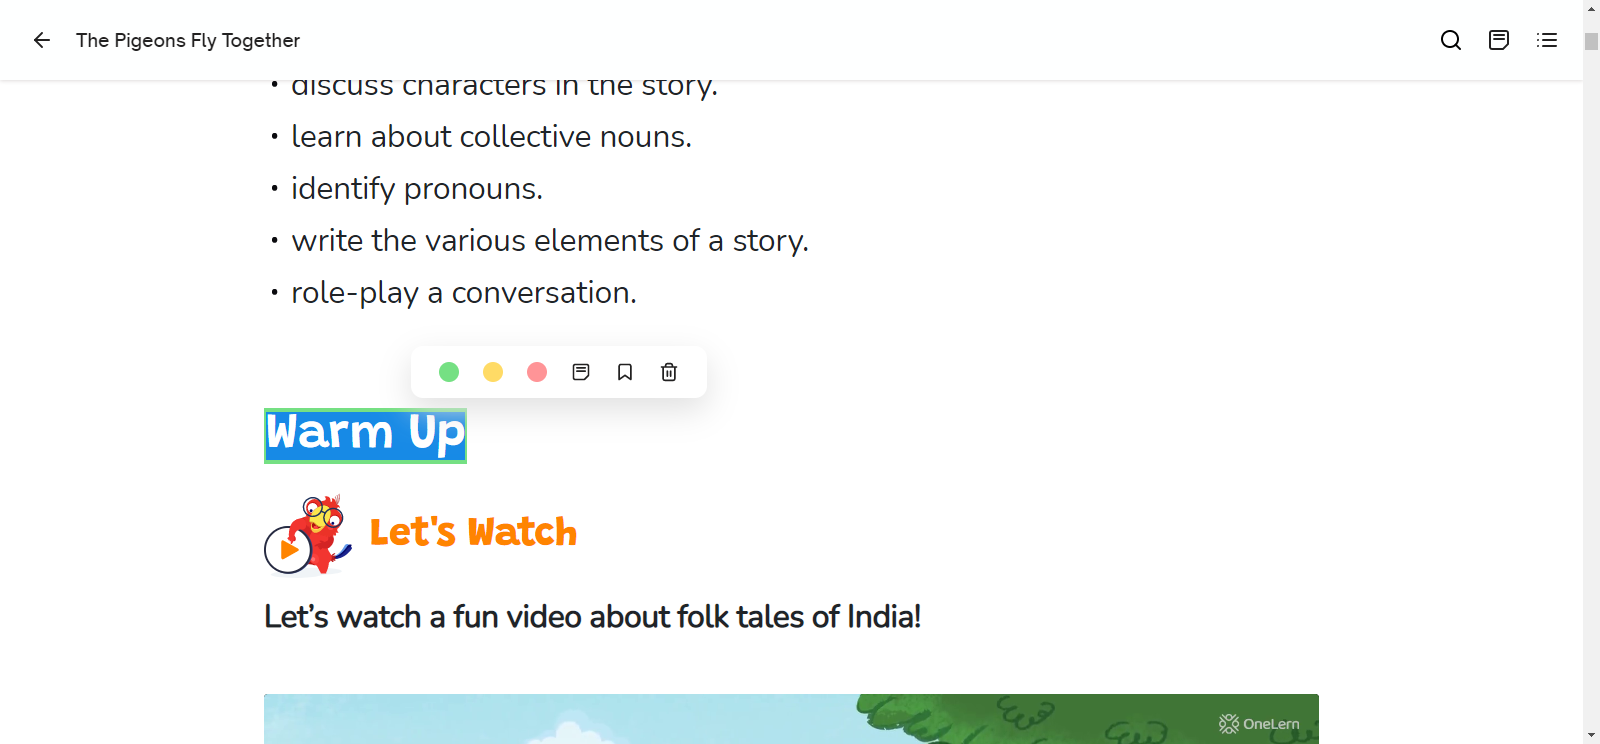 The Pigeons Fly Together
• discuss characters in the story.
• learn about collective nouns.
• identify pronouns.
• write the various elements of a story.
• role-play a conversation.
Warm Up
Let's Watch
Let’s watch a fun video about folk tales of India!
OneLern